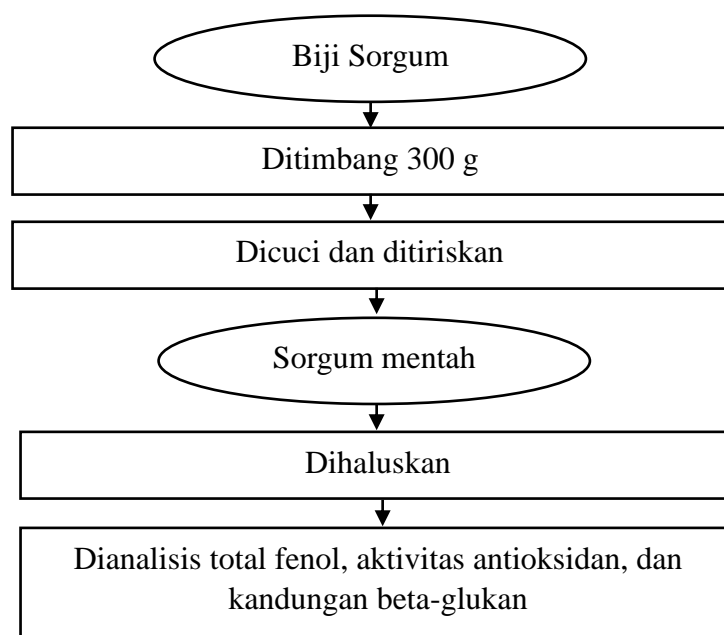 Biji Sorgum
Ditimbang 300 g
Dicuci dan ditiriskan
Sorgum mentah
Dihaluskan
Dianalisis total fenol, aktivitas antioksidan, dan
kandungan beta-glukan